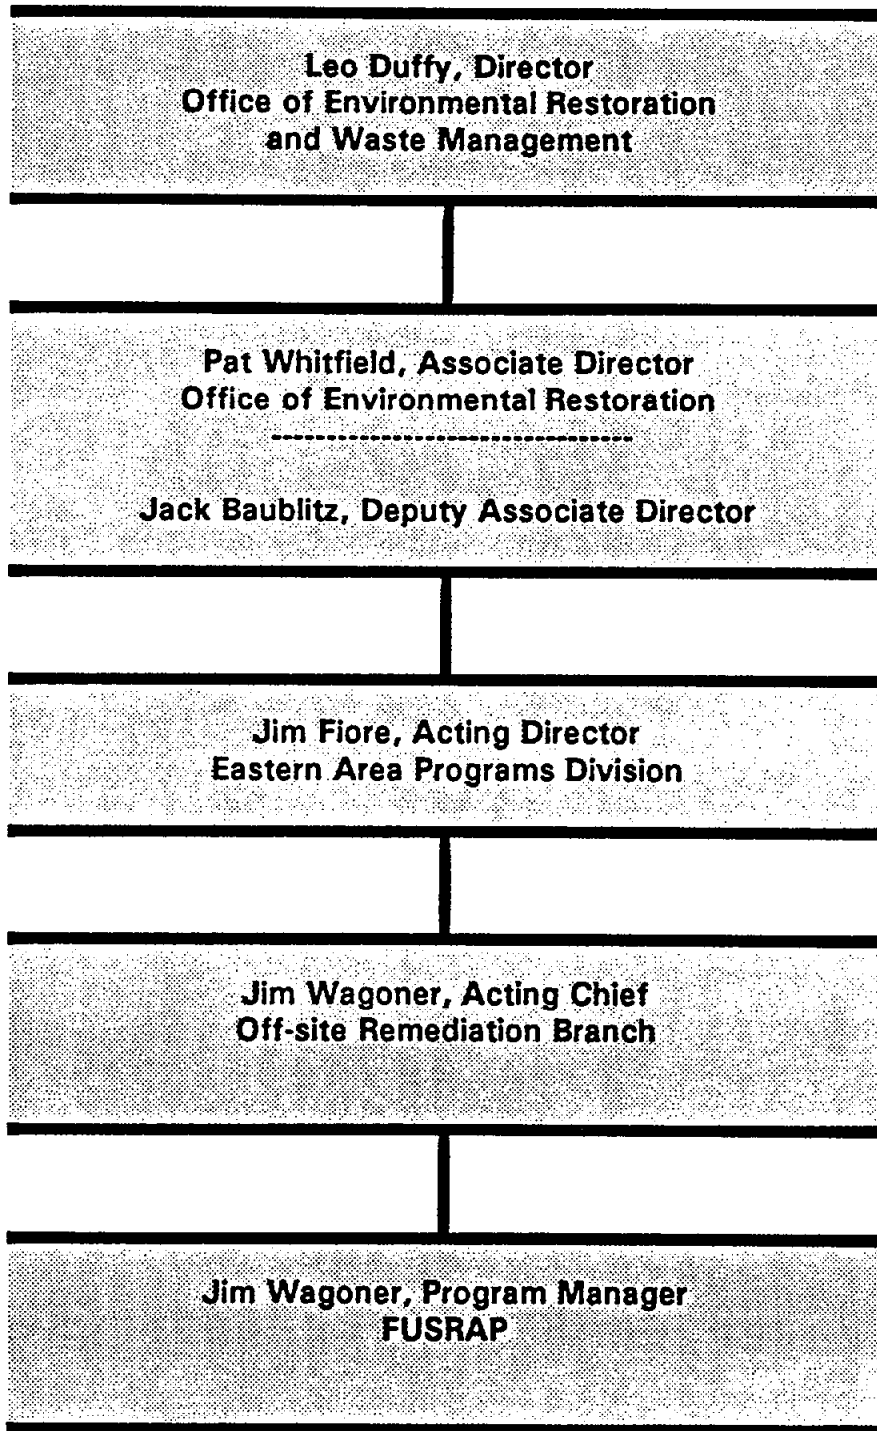 Leo Duffy, Director
Office of Environmental Restoration
and Waste Management
Pat Whitfield, Associate Director
Office of Environmental Restoration
Jack Baublitz, Deputy Associate Director
Jim Fiore, Acting Director
Eastern Area Programs Division
Jim Wagoner, Acting Chief
Off-site Remediation Branch
Jim Wagoner, Program Manager
FUSRAP